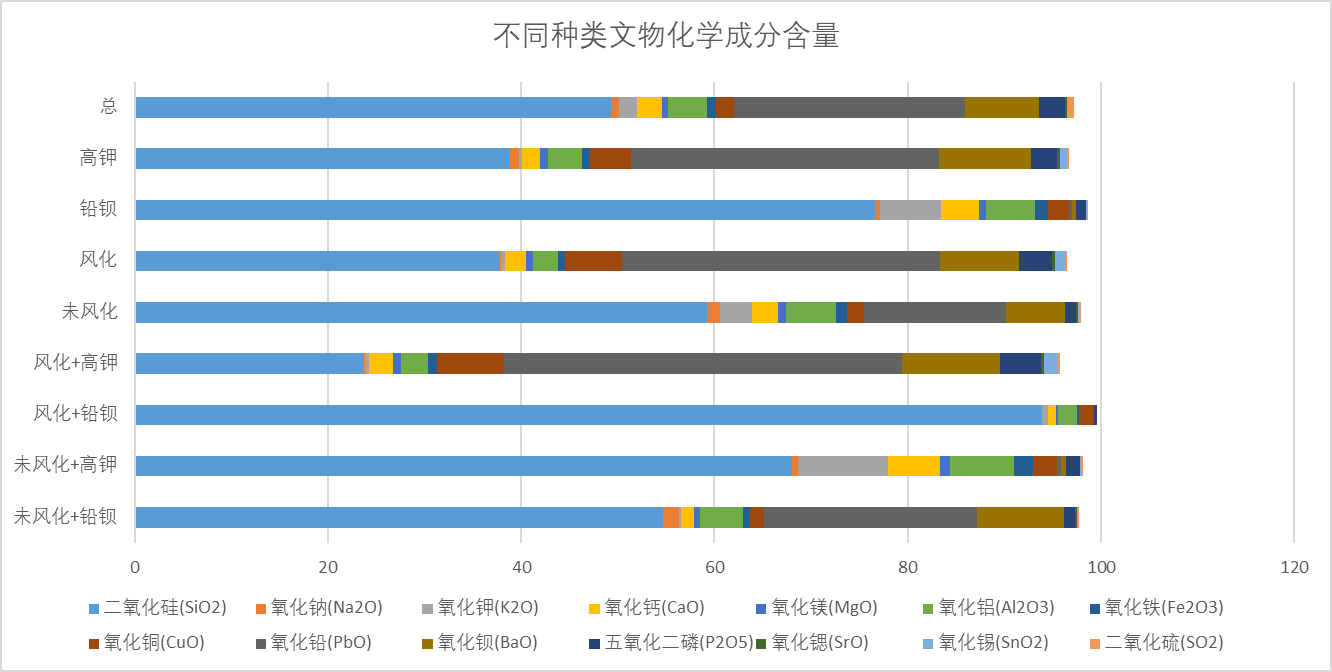 不同种类文物化学成分含量
总
高钾
铅钡
风化
未风化
风化+高钾
风化+铅钡
未风化+高钾
未风化+铅钡
0 20 40 60 80 100 120
二氧化硅(SiO2) 氧化钠(Na2O) 氧化钾(K2O) 氧化钙(CaO) 氧化镁(MgO) 氧化铝(Al2O3) 氧化铁(Fe2O3)
氧化铜(CuO) 氧化铅(PbO) 氧化钡(BaO) 五氧化二磷(P2O5) 氧化锶(SrO) 氧化锡(SnO2) 二氧化硫(SO2)